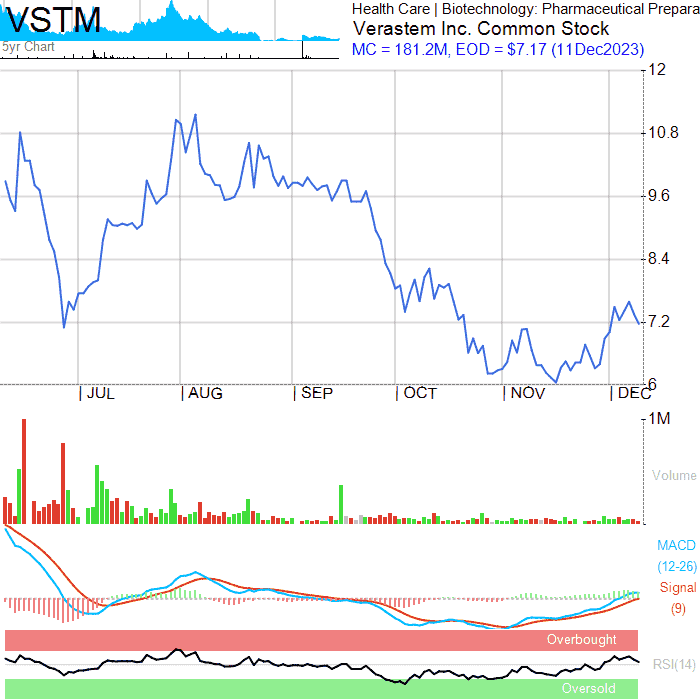 VSTM
Health Care | Biotechnology: Pharmaceutical Prepara
Verastem Inc. Common Stock
5yr Chart
MC = 181.2M, EOD = $7.17 (11Dec2023)
12
10.8
9.6
8.4
7.2
6
| JUL | AUG | SEP | OCT | NOV | DEC
1M
Volume
MACD
(12-26)
Signal
(9)
Overbought
RSI(14)
Oversold